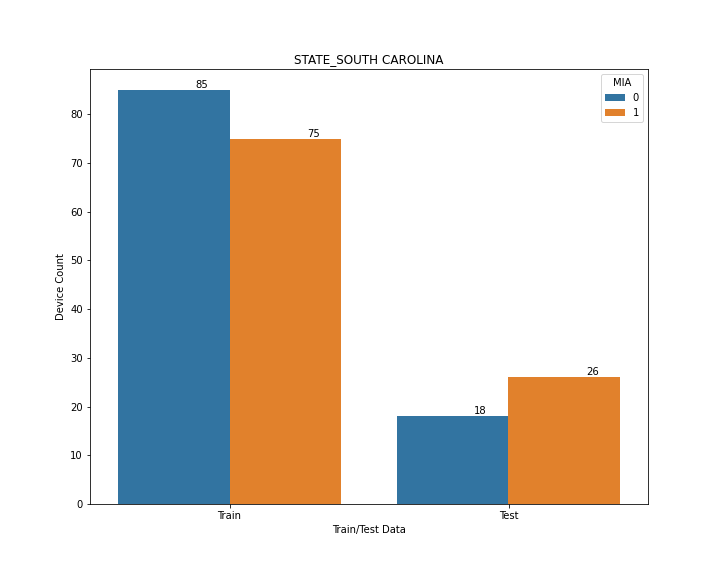 STATE_SOUTH CAROLINA
MIA
0
1
85
75
18
26
Device Count
80
70
60
50
40
30
20
10
0
Train
Test
Train/Test Data